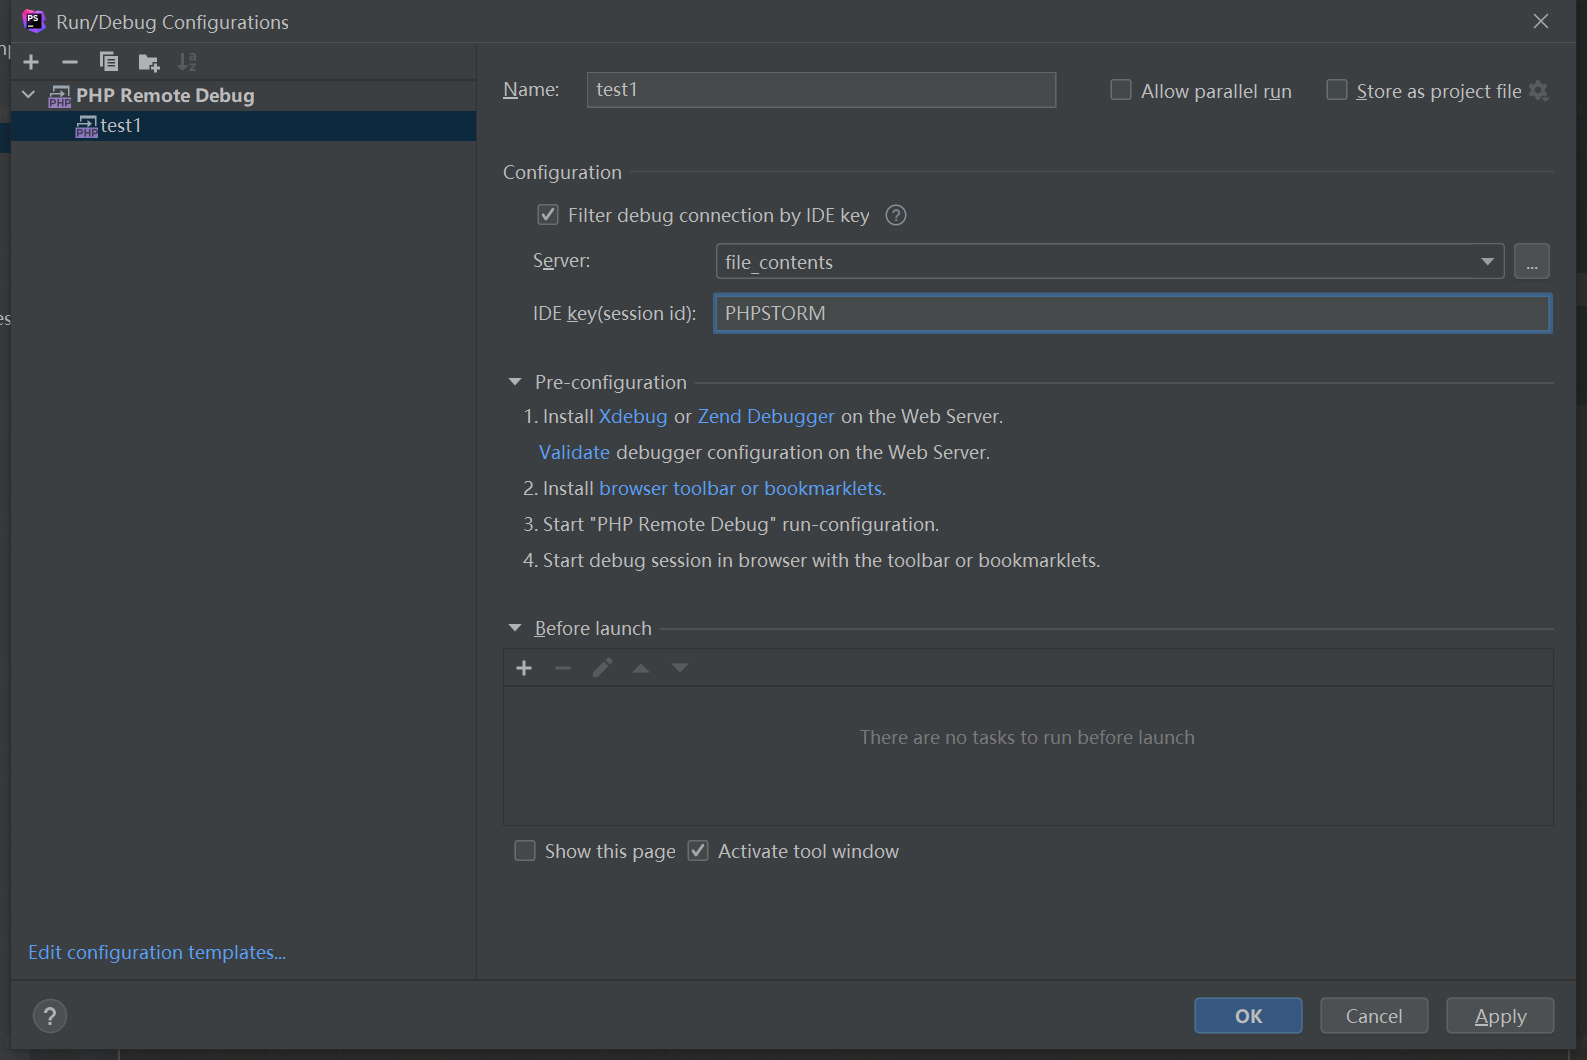 Run/Debug Configurations
PHP Remote Debug
test1
Name: test1 Allow parallel run Store as project file
Configuration
Filter debug connection by IDE key ?
Server: file_contents ...
IDE key(session id): PHPSTORM
Pre-configuration
1. Install Xdebug or Zend Debugger on the Web Server.
Validate debugger configuration on the Web Server.
2. Install browser toolbar or bookmarklets.
3. Start "PHP Remote Debug" run-configuration.
4. Start debug session in browser with the toolbar or bookmarklets.
Before launch
There are no tasks to run before launch
Show this page Activate tool window
Edit configuration templates...
? OK Cancel Apply